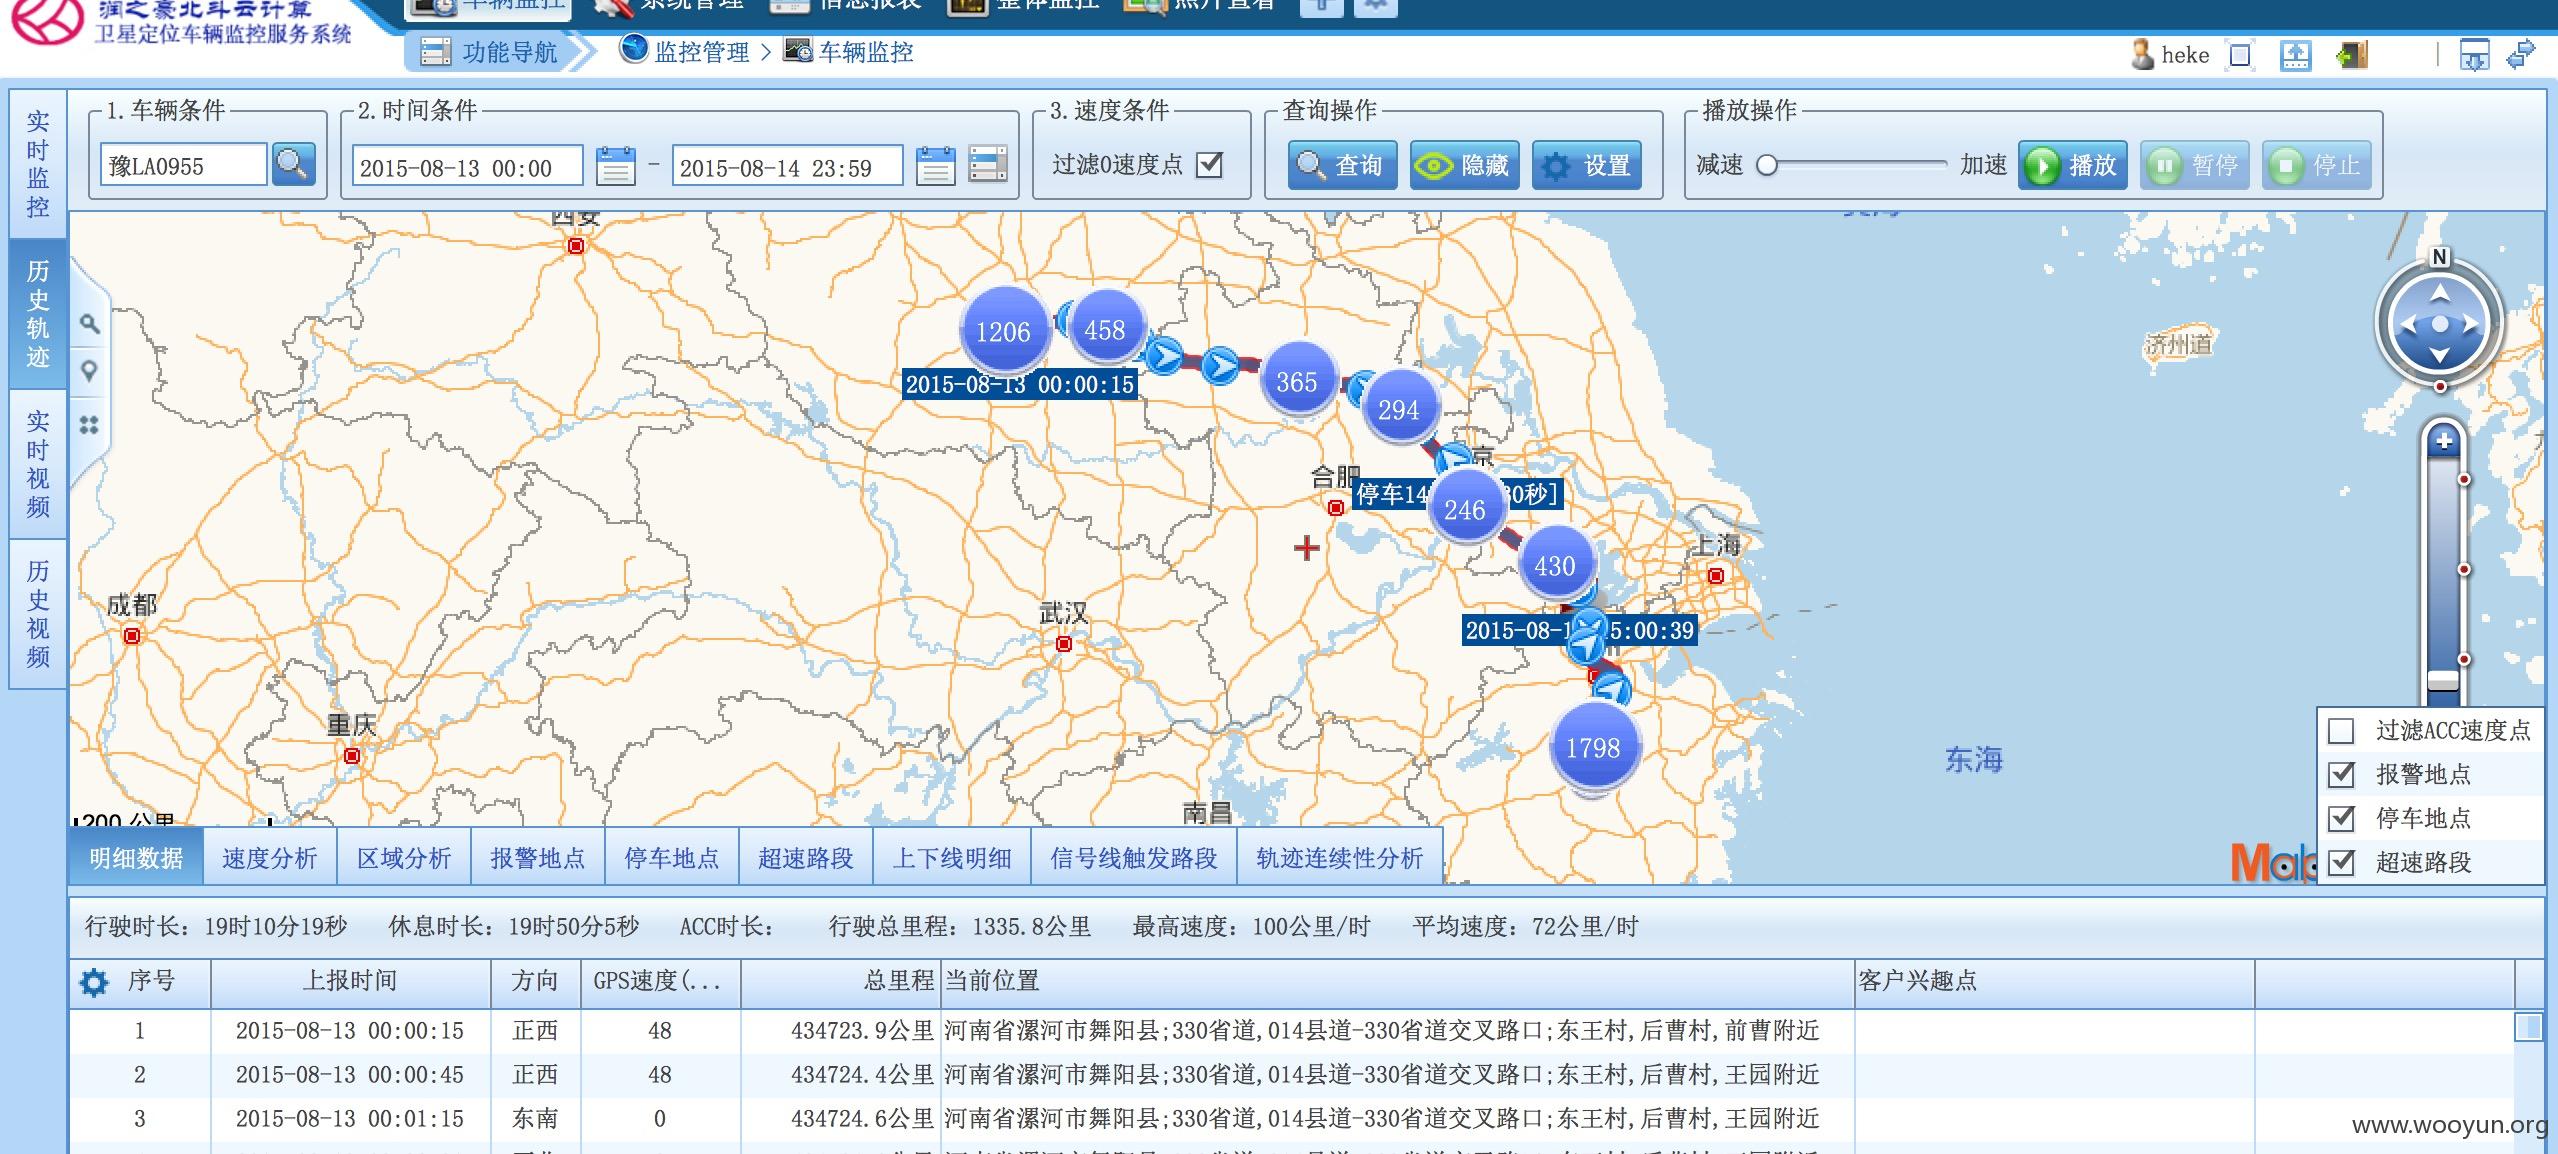 润之豪北斗云计算
卫星定位车辆监控服务系统
车辆监控 系统管理 信息报表 整体监控 照片查看
功能导航 监控管理 > 车辆监控
heke
实时监控
历史轨迹
实时视频
历史视频
1.车辆条件 2.时间条件 3.速度条件 查询操作 播放操作
豫LA0955 2015-08-13 00:00 - 2015-08-14 23:59 过滤0速度点 查询 隐藏 设置 减速 加速 播放 暂停 停止
西安
N
1206 458
济州道
365
2015-08-13 00:00:15
294
京
合肥
停车14 30秒]
246
上海
430
成都
武汉
2015-08-1 5:00:39
州
重庆
1798
东海
南昌
200 公里
过滤ACC速度点
报警地点
停车地点
超速路段
Mab
明细数据 速度分析 区域分析 报警地点 停车地点 超速路段 上下线明细 信号线触发路段 轨迹连续性分析
行驶时长: 19时10分19秒 休息时长: 19时50分5秒 ACC时长: 行驶总里程: 1335.8公里 最高速度: 100公里/时 平均速度: 72公里/时
序号 上报时间 方向 GPS速度(... 总里程 当前位置 客户兴趣点
1 2015-08-13 00:00:15 正西 48 434723.9公里 河南省漯河市舞阳县;330省道,014县道-330省道交叉路口;东王村,后曹村,前曹附近
2 2015-08-13 00:00:45 正西 48 434724.4公里 河南省漯河市舞阳县;330省道,014县道-330省道交叉路口;东王村,后曹村,王园附近
3 2015-08-13 00:01:15 东南 0 434724.6公里 河南省漯河市舞阳县;330省道,014县道-330省道交叉路口;东王村,后曹村,王园附近
www.wooyun.org